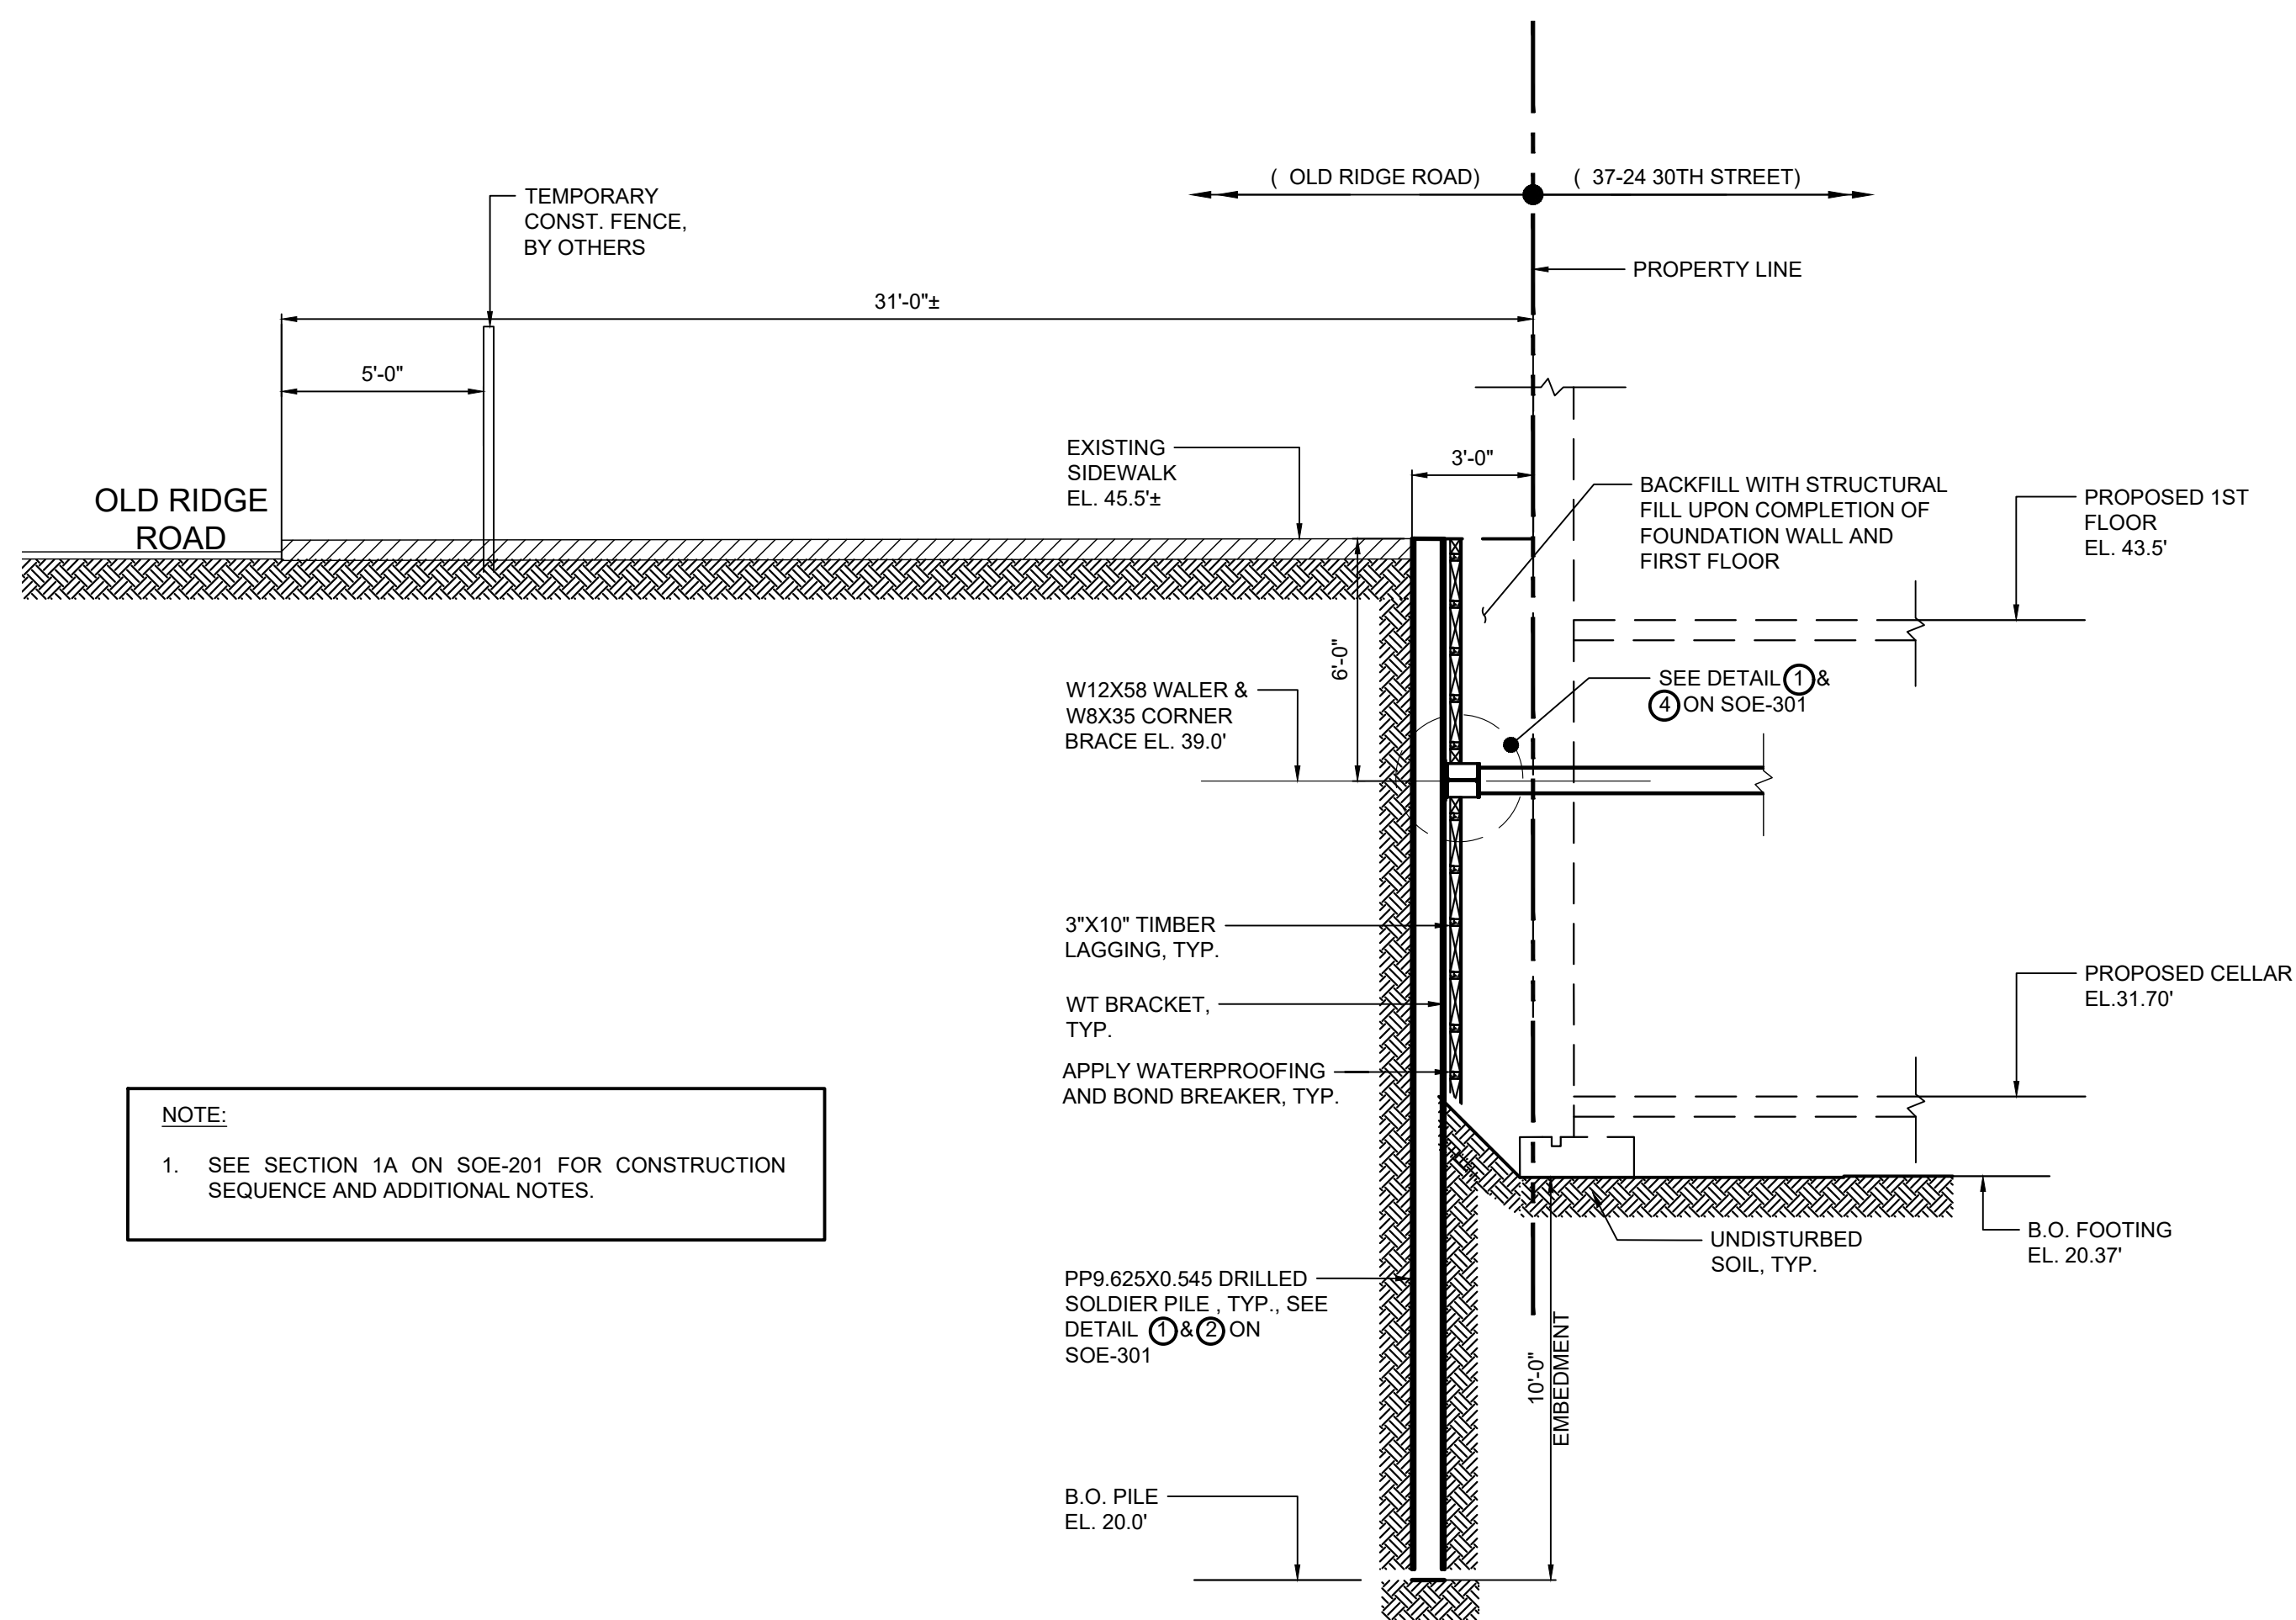 ( OLD RIDGE ROAD)
( 37-24 30TH STREET)
TEMPORARY
CONST. FENCE,
BY OTHERS
PROPERTY LINE
31'-0"±
5'-0"
EXISTING
SIDEWALK
EL. 45.5'±
3'-0"
BACKFILL WITH STRUCTURAL
FILL UPON COMPLETION OF
FOUNDATION WALL AND
FIRST FLOOR
PROPOSED 1ST
FLOOR
EL. 43.5'
OLD RIDGE
ROAD
6'-0"
W12X58 WALER &
W8X35 CORNER
BRACE EL. 39.0'
SEE DETAIL 1 &
4 ON SOE-301
3"X10" TIMBER
LAGGING, TYP.
WT BRACKET,
TYP.
APPLY WATERPROOFING
AND BOND BREAKER, TYP.
PROPOSED CELLAR
EL.31.70'
NOTE:
1. SEE SECTION 1A ON SOE-201 FOR CONSTRUCTION
SEQUENCE AND ADDITIONAL NOTES.
UNDISTURBED
SOIL, TYP.
B.O. FOOTING
EL. 20.37'
PP9.625X0.545 DRILLED
SOLDIER PILE , TYP., SEE
DETAIL 1 & 2 ON
SOE-301
10'-0"
EMBEDMENT
B.O. PILE
EL. 20.0'